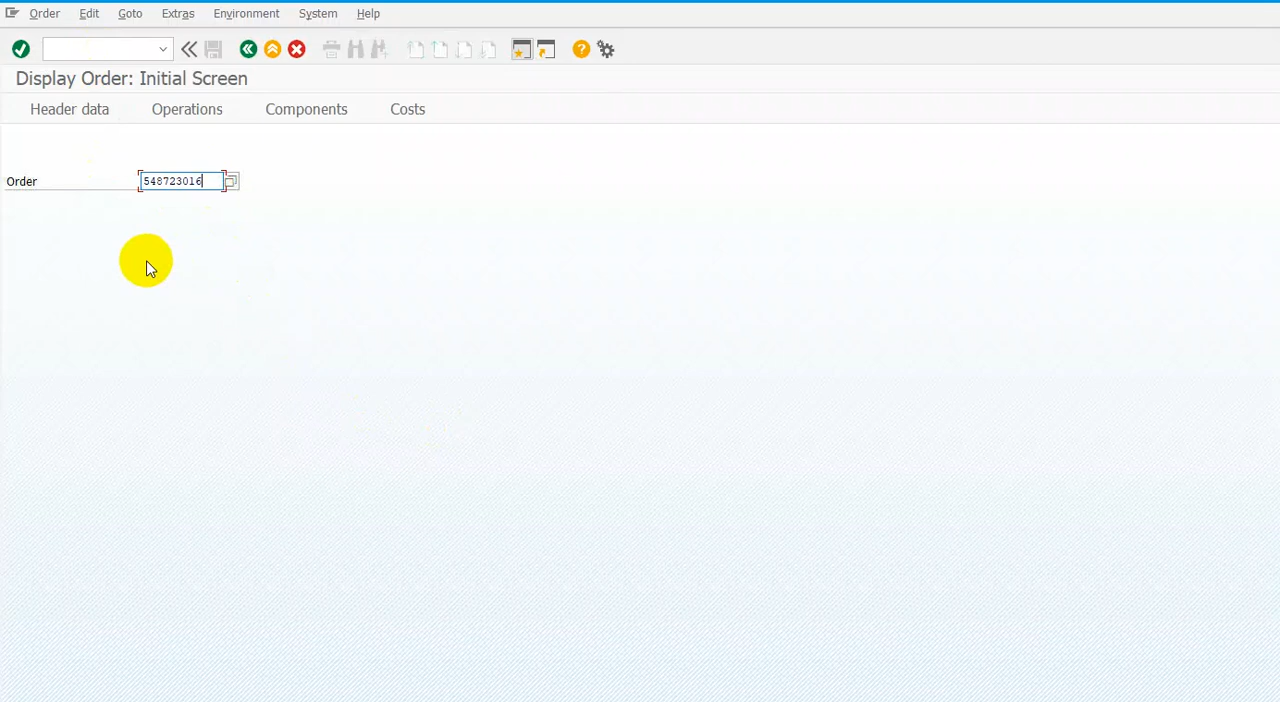 Order Edit Goto Extras Environment System Help
Display Order: Initial Screen
Header data Operations Components Costs
Order 548723016